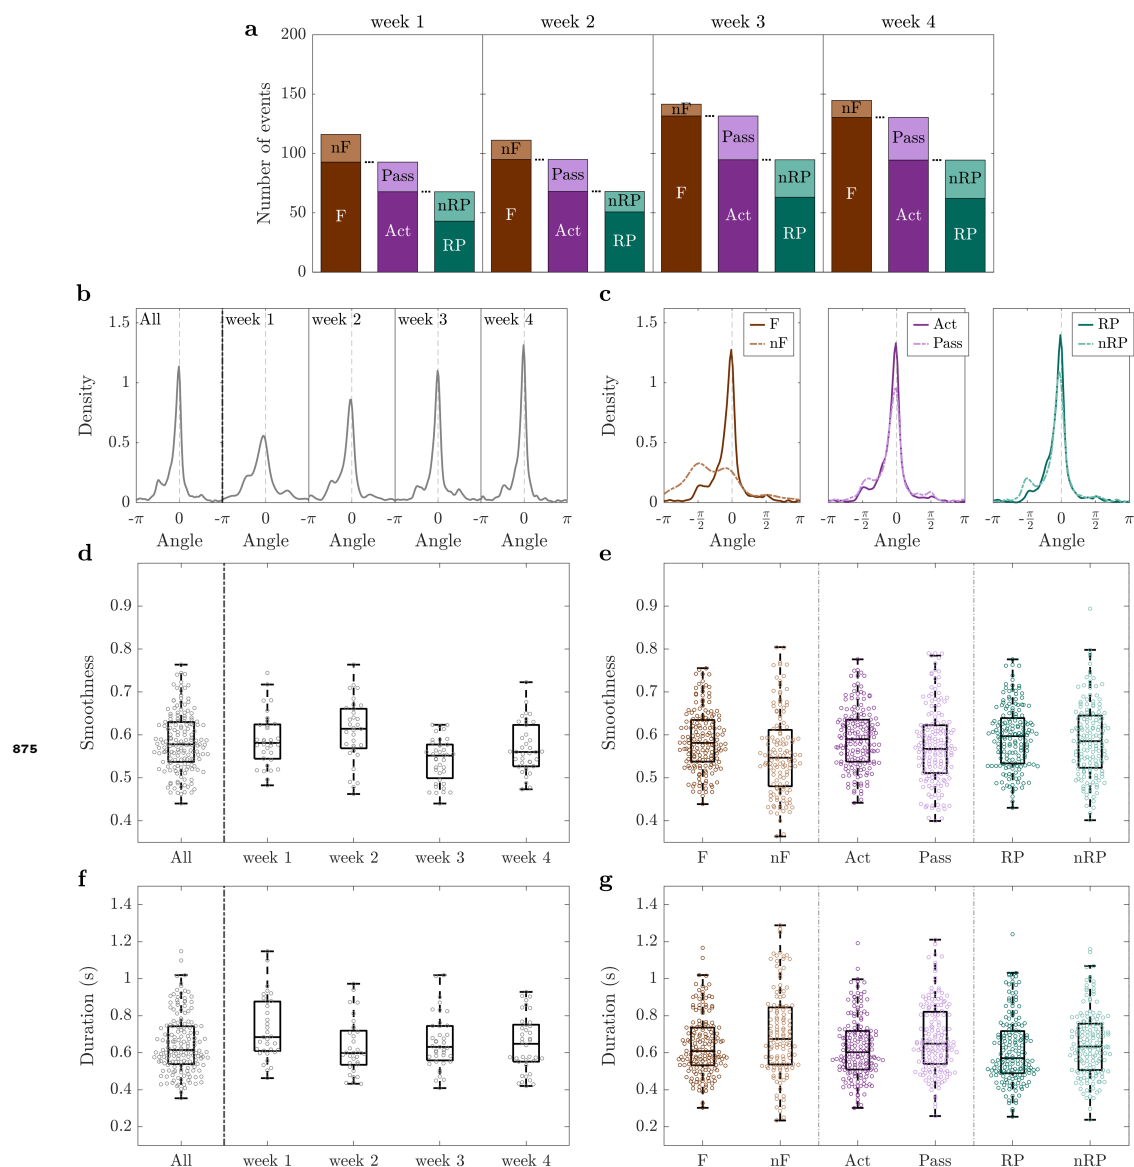 a
week 1 week 2 week 3 week 4
200
150
100
50
0
Number of events
nF Pass nRP F Act RP
nF Pass nRP F Act RP
nF Pass nRP F Act RP
nF Pass nRP F Act RP
b
All week 1 week 2 week 3 week 4
1.5
1
0.5
0
Density
-π 0 -π 0 -π 0 -π 0 -π 0 π
Angle Angle Angle Angle Angle
c
F
nF
Act
Pass
RP
nRP
1.5
1
0.5
0
Density
-π -π/2 0 π/2 π -π -π/2 0 π/2 π -π -π/2 0 π/2 π
Angle Angle Angle
d
0.9
0.8
0.7
0.6
0.5
0.4
Smoothness
All week 1 week 2 week 3 week 4
e
0.9
0.8
0.7
0.6
0.5
0.4
Smoothness
F nF Act Pass RP nRP
875
f
1.4
1.2
1
0.8
0.6
0.4
0.2
Duration (s)
All week 1 week 2 week 3 week 4
g
1.4
1.2
1
0.8
0.6
0.4
0.2
Duration (s)
F nF Act Pass RP nRP